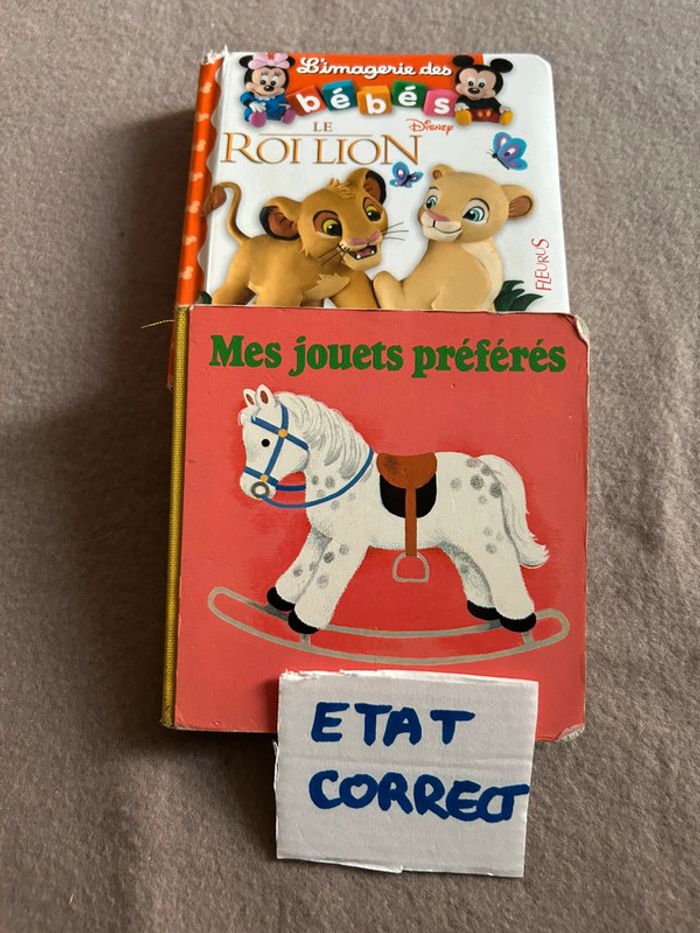 L'imagerie des
bébés
LE
Disney
ROI LION
FLEURUS
Mes jouets préférés
ETAT
CORRECT